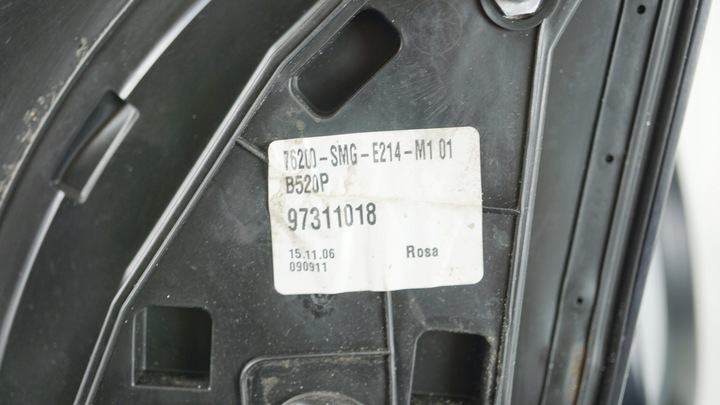 76200-SMG-E214-M1 01
B520P
97311018
15.11.06 Rosa
090911